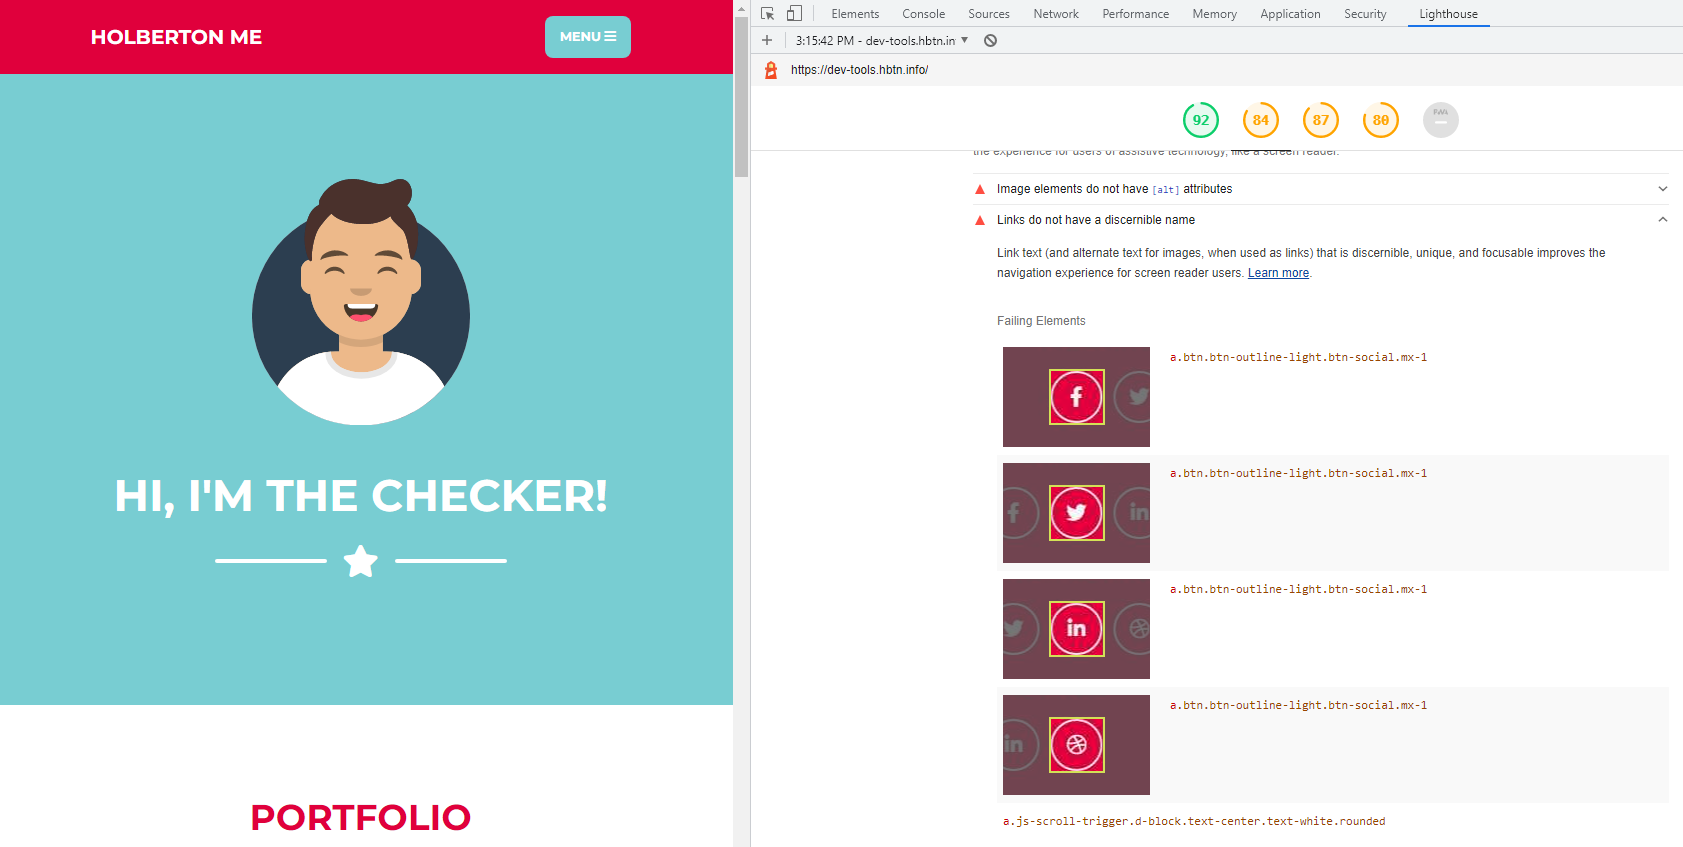 HOLBERTON ME
MENU
HI, I'M THE CHECKER!
PORTFOLIO
Elements Console Sources Network Performance Memory Application Security Lighthouse
3:15:42 PM - dev-tools.hbtn.in
https://dev-tools.hbtn.info/
92 84 87 80 PWA
the experience for users of assistive technology, like a screen reader.
Image elements do not have [alt] attributes
Links do not have a discernible name
Link text (and alternate text for images, when used as links) that is discernible, unique, and focusable improves the
navigation experience for screen reader users. Learn more.
Failing Elements
a.btn.btn-outline-light.btn-social.mx-1
a.btn.btn-outline-light.btn-social.mx-1
a.btn.btn-outline-light.btn-social.mx-1
a.btn.btn-outline-light.btn-social.mx-1
a.js-scroll-trigger.d-block.text-center.text-white.rounded